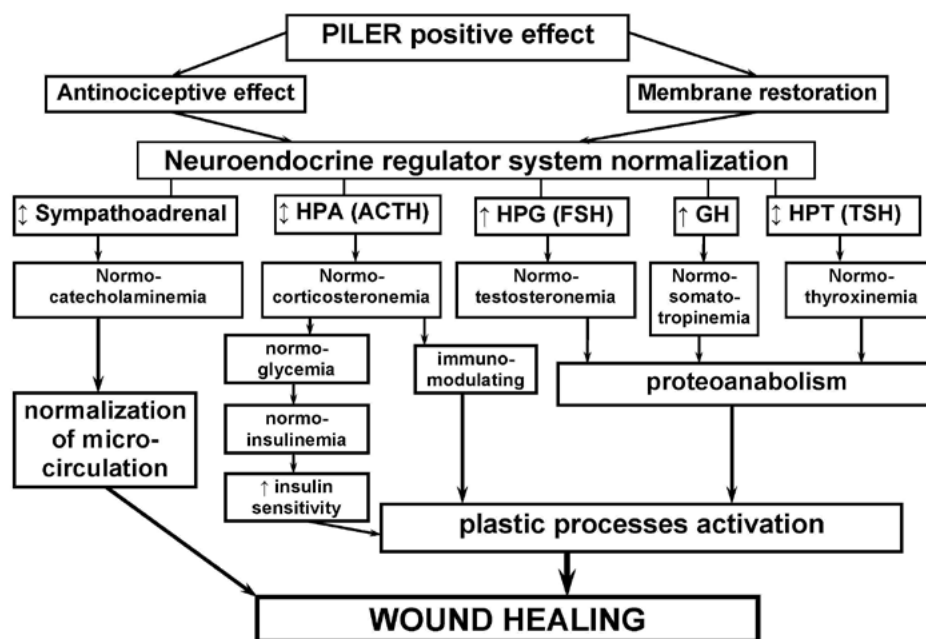 PILER positive effect
Antinociceptive effect
Membrane restoration
Neuroendocrine regulator system normalization
↕ Sympathoadrenal
↕ HPA (ACTH)
↑ HPG (FSH)
↑ GH
↕ HPT (TSH)
Normo-
catecholaminemia
Normo-
corticosteronemia
Normo-
testosteronemia
Normo-
somato-
tropinemia
Normo-
thyroxinemia
normo-
glycemia
immuno-
modulating
proteoanabolism
normalization
of micro-
circulation
normo-
insulinemia
↑ insulin
sensitivity
plastic processes activation
WOUND HEALING